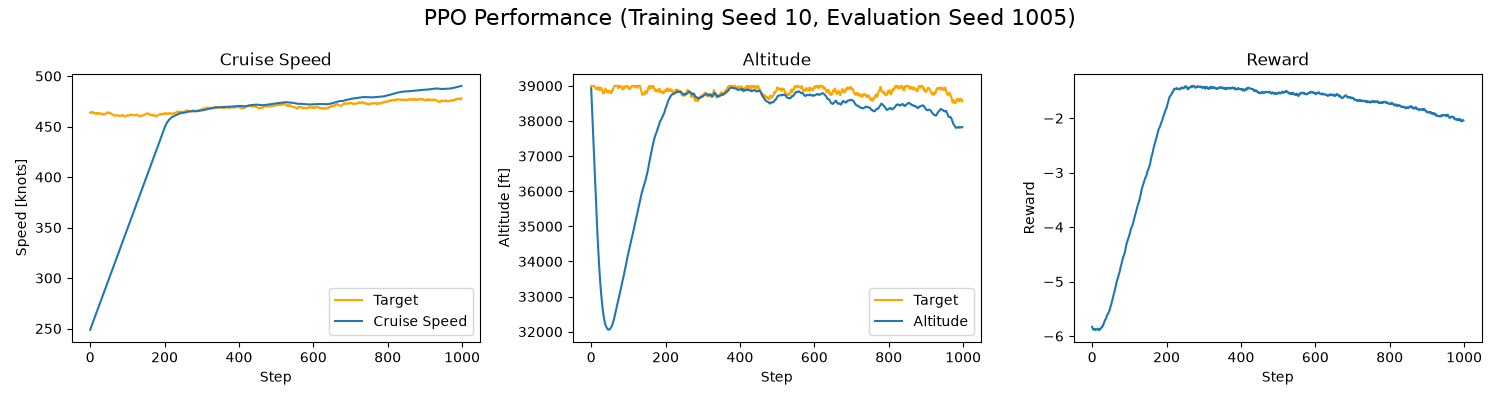 PPO Performance (Training Seed 10, Evaluation Seed 1005)
Cruise Speed
500
450
400
350
300
250
Speed [knots]
0 200 400 600 800 1000
Step
Target
Cruise Speed
Altitude
39000
38000
37000
36000
35000
34000
33000
32000
Altitude [ft]
0 200 400 600 800 1000
Step
Target
Altitude
Reward
−2
−3
−4
−5
−6
Reward
0 200 400 600 800 1000
Step